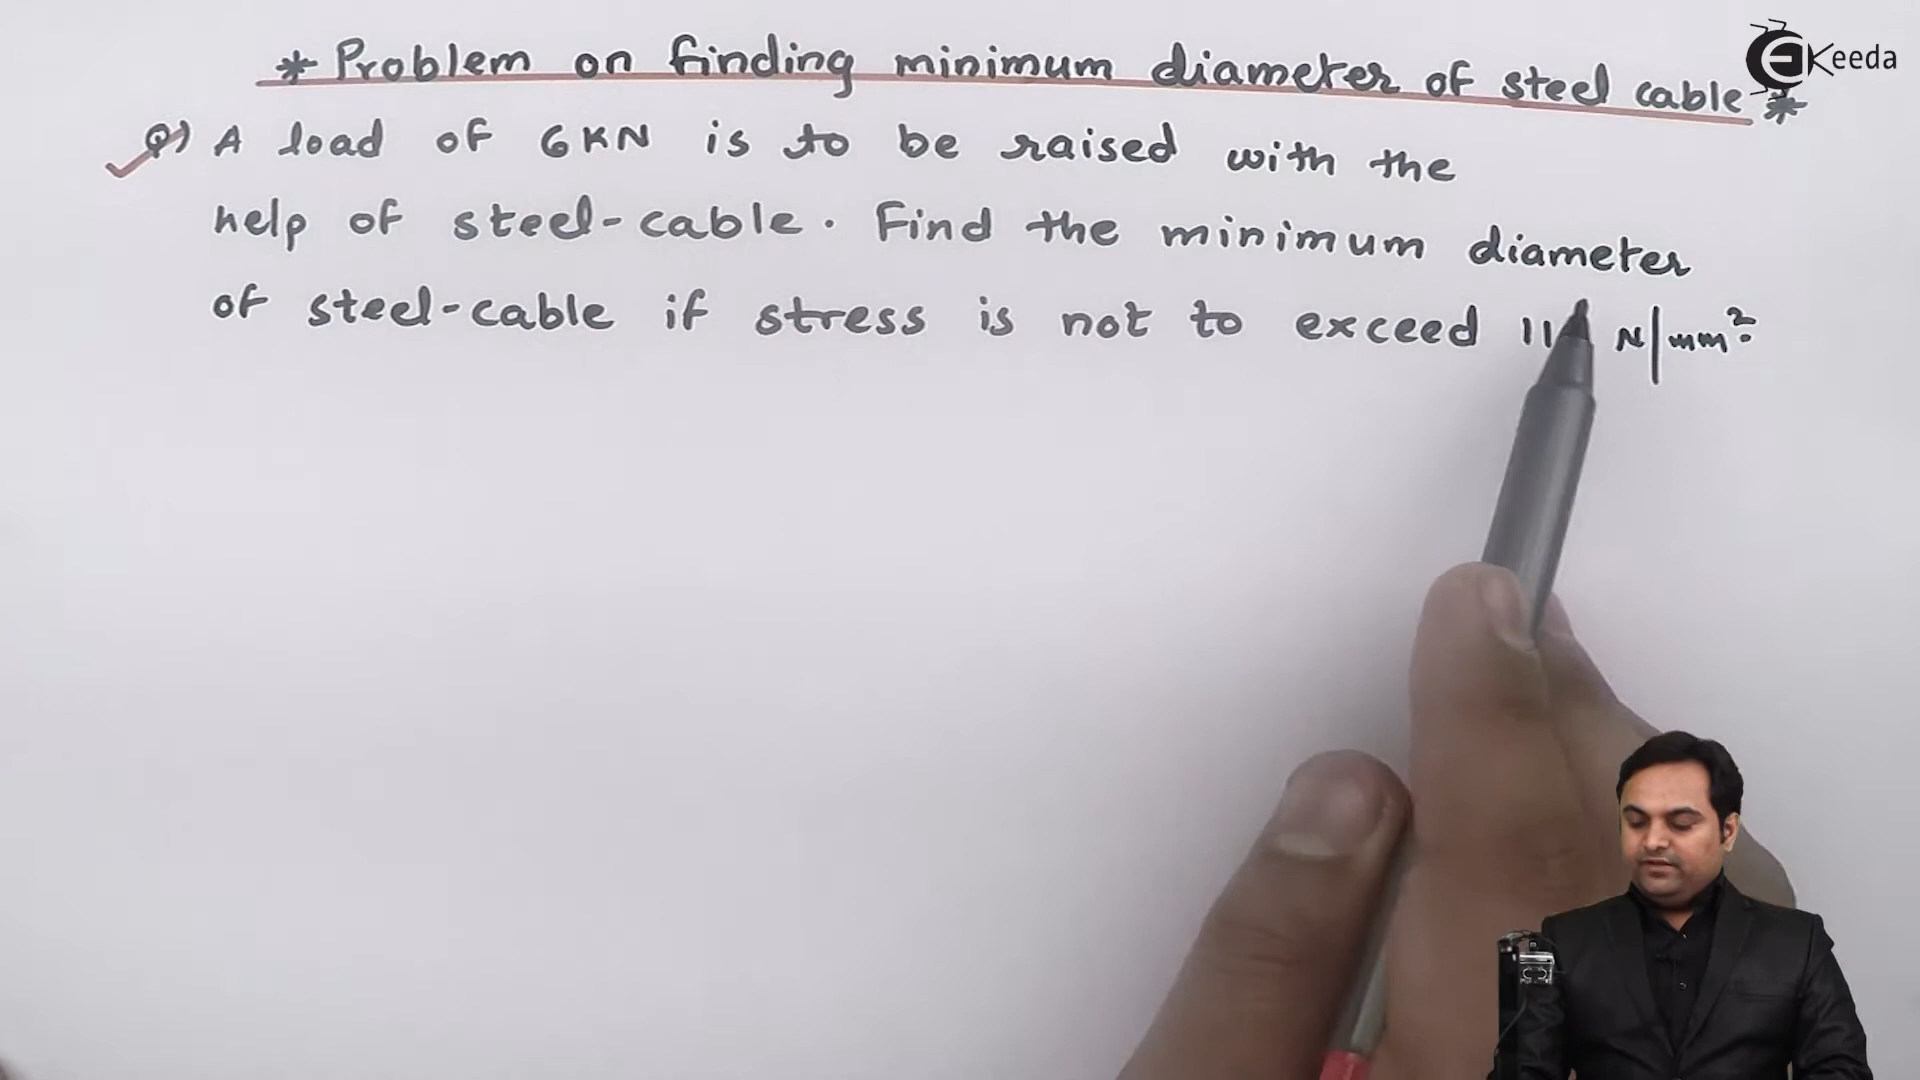 * Problem on finding minimum diameter of steel cable *
EKeeda
Q) A load of 6KN is to be raised with the
help of steel-cable. Find the minimum diameter
of steel-cable if stress is not to exceed N/mm².